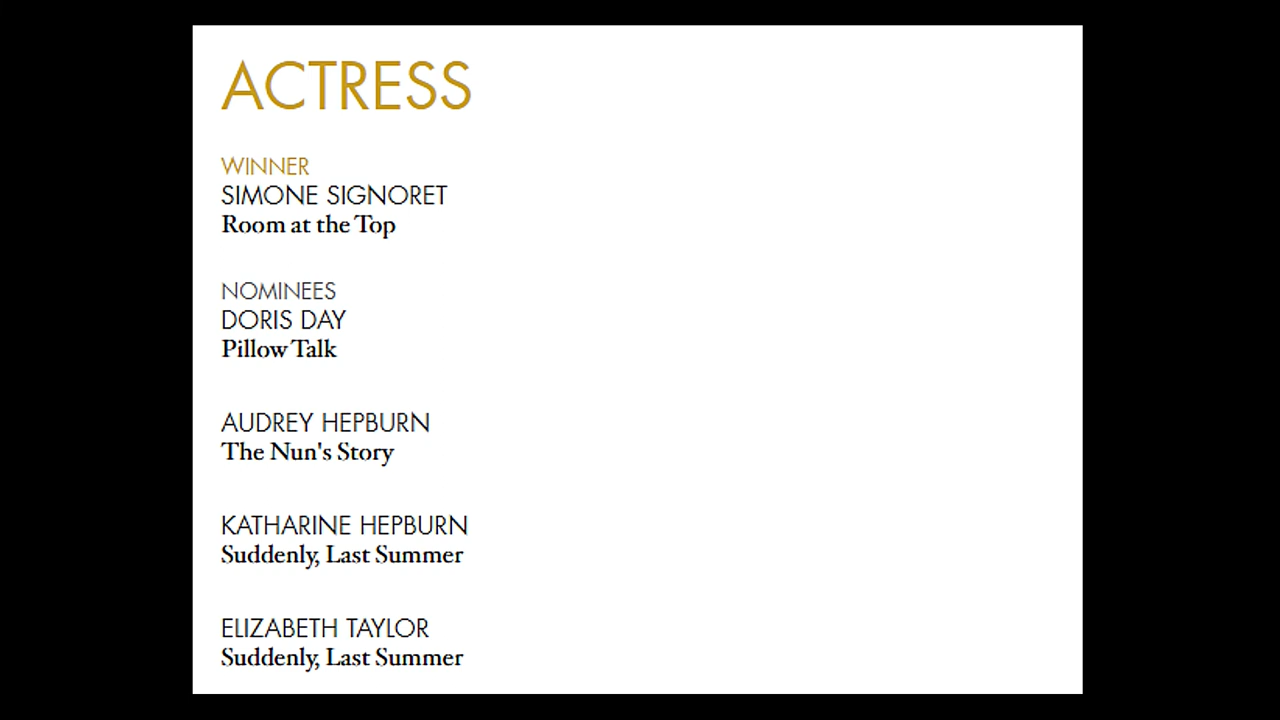 ACTRESS
WINNER
SIMONE SIGNORET
Room at the Top
NOMINEES
DORIS DAY
Pillow Talk
AUDREY HEPBURN
The Nun's Story
KATHARINE HEPBURN
Suddenly, Last Summer
ELIZABETH TAYLOR
Suddenly, Last Summer